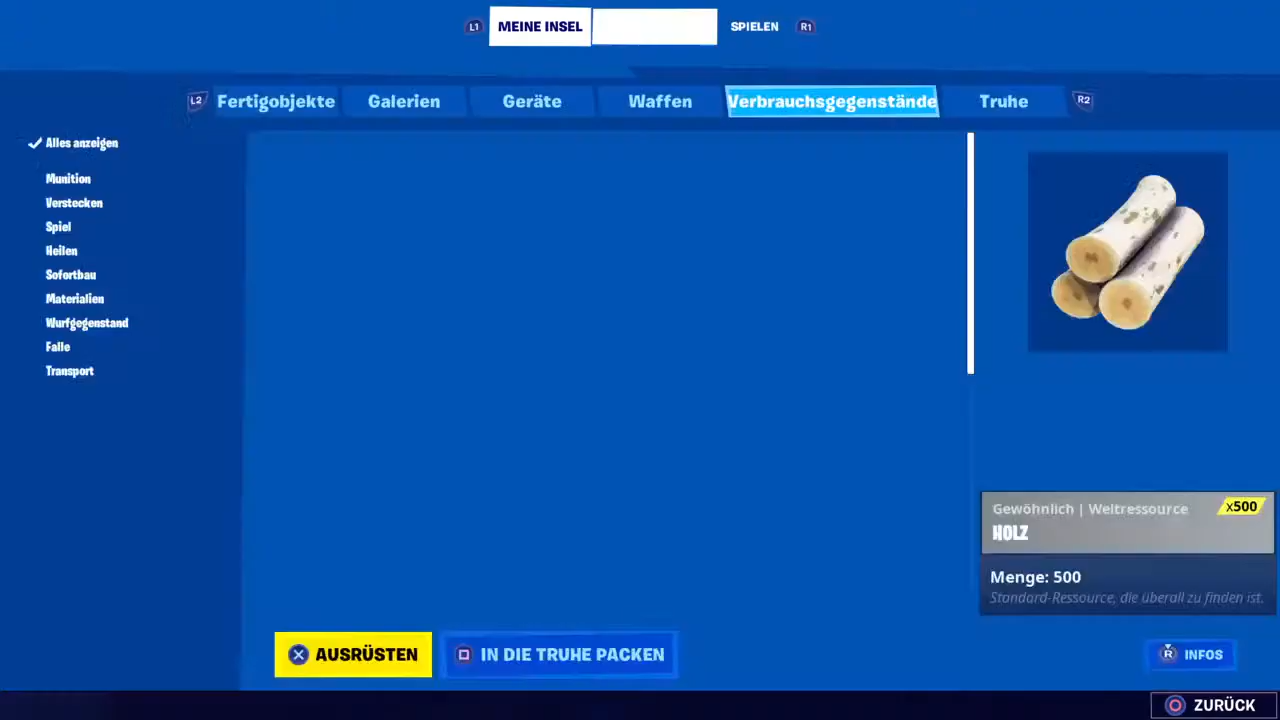 L1 MEINE INSEL SPIELEN R1
L2 Fertigobjekte Galerien Geräte Waffen Verbrauchsgegenstände Truhe R2
Alles anzeigen
Munition
Verstecken
Spiel
Heilen
Sofortbau
Materialien
Wurfgegenstand
Falle
Transport
Gewöhnlich | Weltressource x500
HOLZ
Menge: 500
Standard-Ressource, die überall zu finden ist.
AUSRÜSTEN IN DIE TRUHE PACKEN R INFOS
ZURÜCK